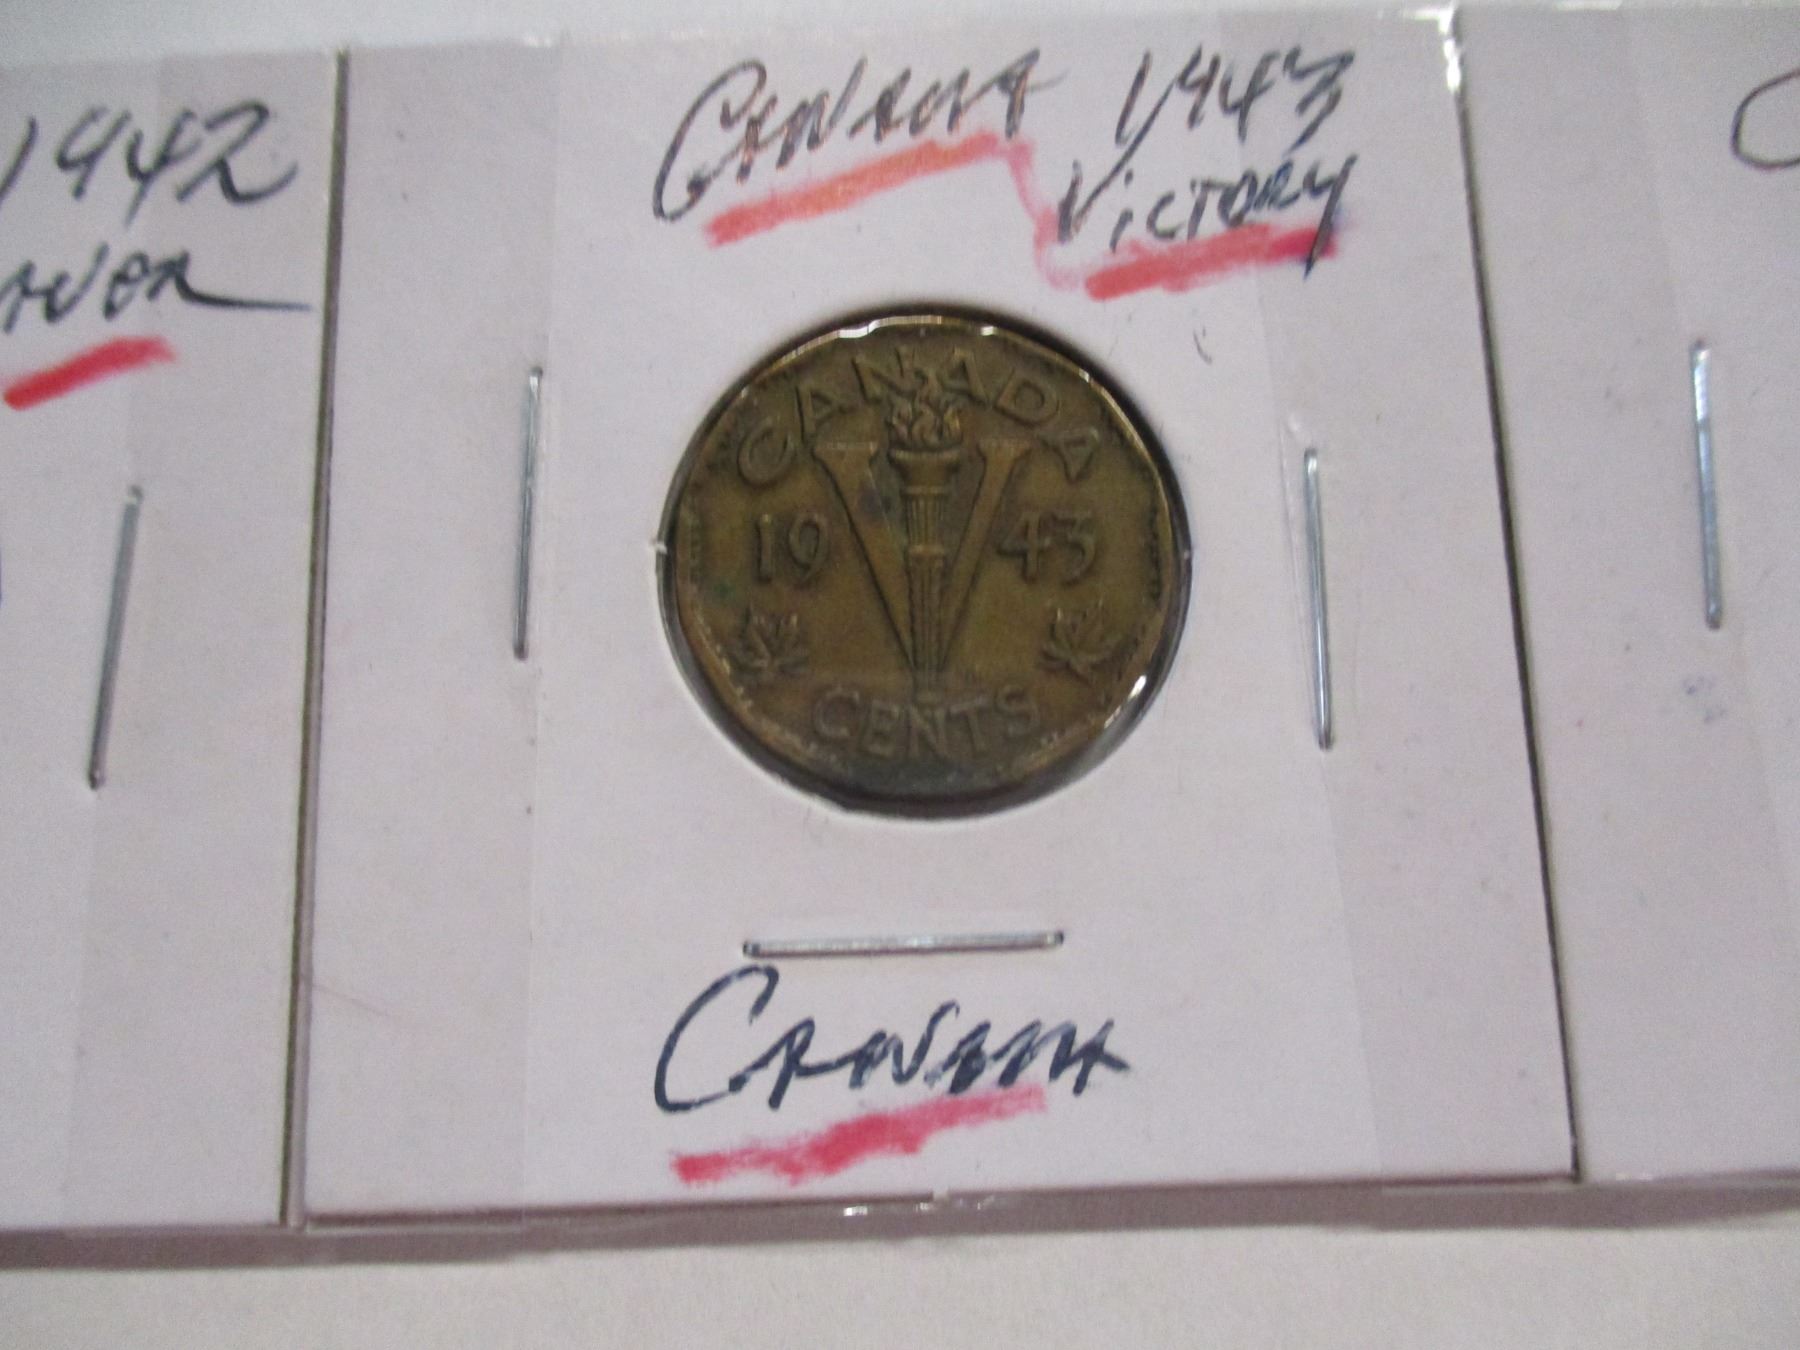 1942
Canada 1943
Victory
CANADA
19 V 43
CENTS
Canada